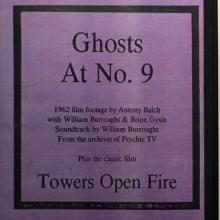 Ghosts
At No. 9
1962 film footage by Antony Balch
with William Burroughs & Brion Gysin
Soundtrack by William Burroughs
From the archives of Psychic TV
Plus the classic film
Towers Open Fire